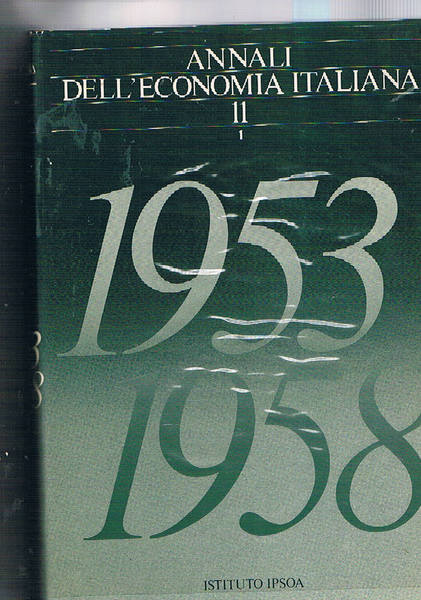 ANNALI
DELL'ECONOMIA ITALIANA
11
1
1953
1958
ISTITUTO IPSOA